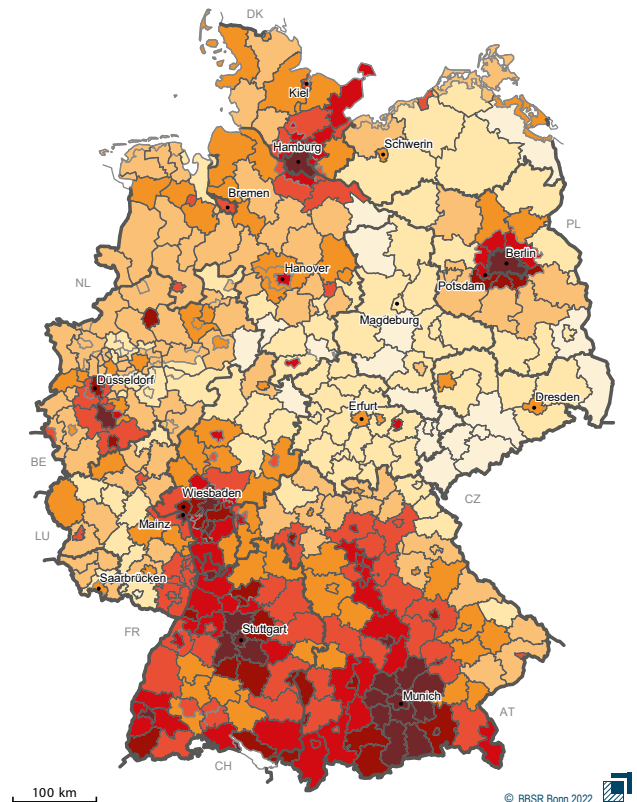 DK
Kiel
Hamburg
Schwerin
Bremen
PL
Berlin
Hanover
Potsdam
NL
Magdeburg
Düsseldorf
Dresden
Erfurt
BE
Wiesbaden
CZ
Mainz
LU
Saarbrücken
FR
Stuttgart
Munich
AT
CH
100 km
© BBSR Bonn 2022